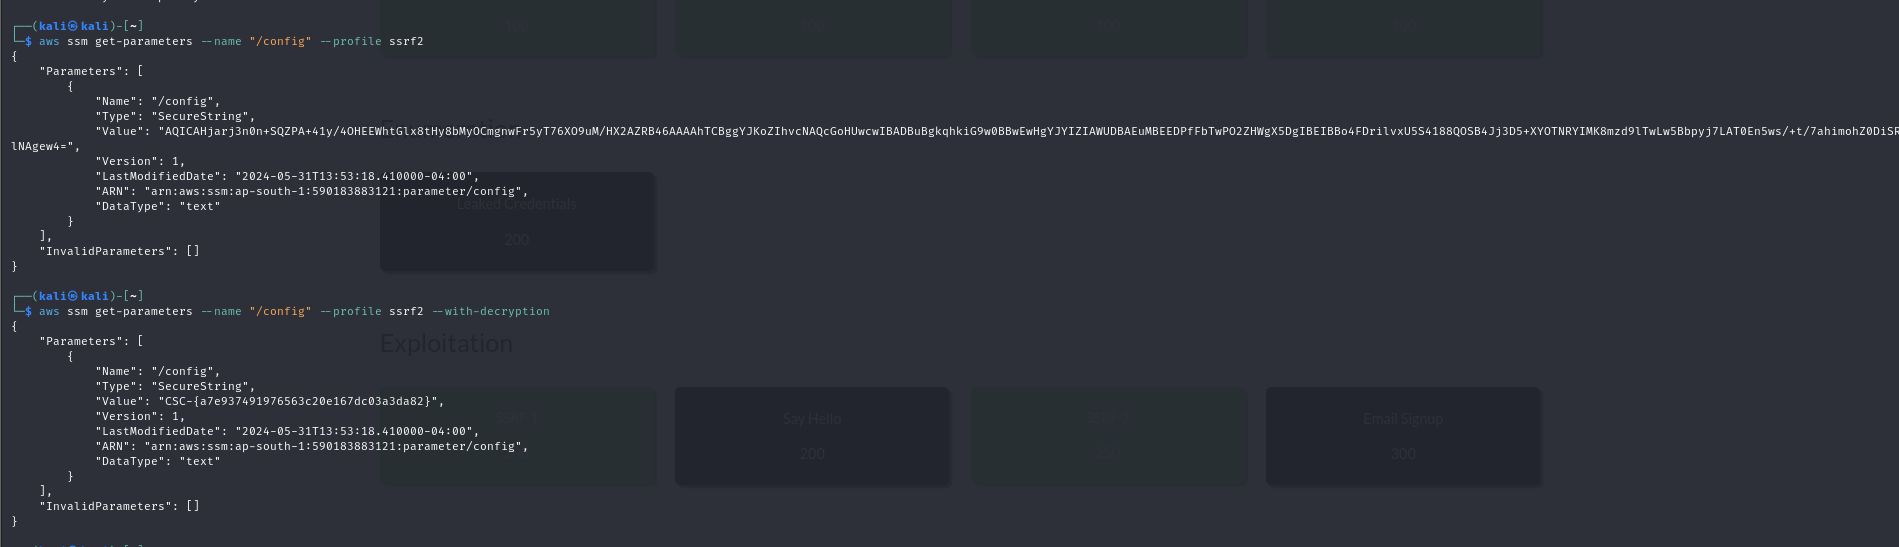 ┌──(kali㉿kali)-[~]
└─$ aws ssm get-parameters --name "/config" --profile ssrf2
{
    "Parameters": [
        {
            "Name": "/config",
            "Type": "SecureString",
            "Value": "AQICAHjarj3n0n+SQZPA+41y/4OHEEWhtGlx8tHy8bMyOCmgnwFr5yT76XO9uM/HX2AZRB46AAAAhTCBggYJKoZIhvcNAQcGoHUwcwIBADBuBgkqhkiG9w0BBwEwHgYJYIZIAWUDBAEuMBEEDPfFbTwPO2ZHWgX5DgIBEIBBo4FDrilvxU5S4188QOSB4Jj3D5+XYOTNRYIMK8mzd9lTwLw5Bbpyj7LAT0En5ws/+t/7ahimohZ0DiSR
lNAgew4=",
            "Version": 1,
            "LastModifiedDate": "2024-05-31T13:53:18.410000-04:00",
            "ARN": "arn:aws:ssm:ap-south-1:590183883121:parameter/config",
            "DataType": "text"
        }
    ],
    "InvalidParameters": []
}
┌──(kali㉿kali)-[~]
└─$ aws ssm get-parameters --name "/config" --profile ssrf2 --with-decryption
{
    "Parameters": [
        {
            "Name": "/config",
            "Type": "SecureString",
            "Value": "CSC-{a7e937491976563c20e167dc03a3da82}",
            "Version": 1,
            "LastModifiedDate": "2024-05-31T13:53:18.410000-04:00",
            "ARN": "arn:aws:ssm:ap-south-1:590183883121:parameter/config",
            "DataType": "text"
        }
    ],
    "InvalidParameters": []
}
Leaked Credentials
200
Exploitation
Say Hello
200
Email Signup
300